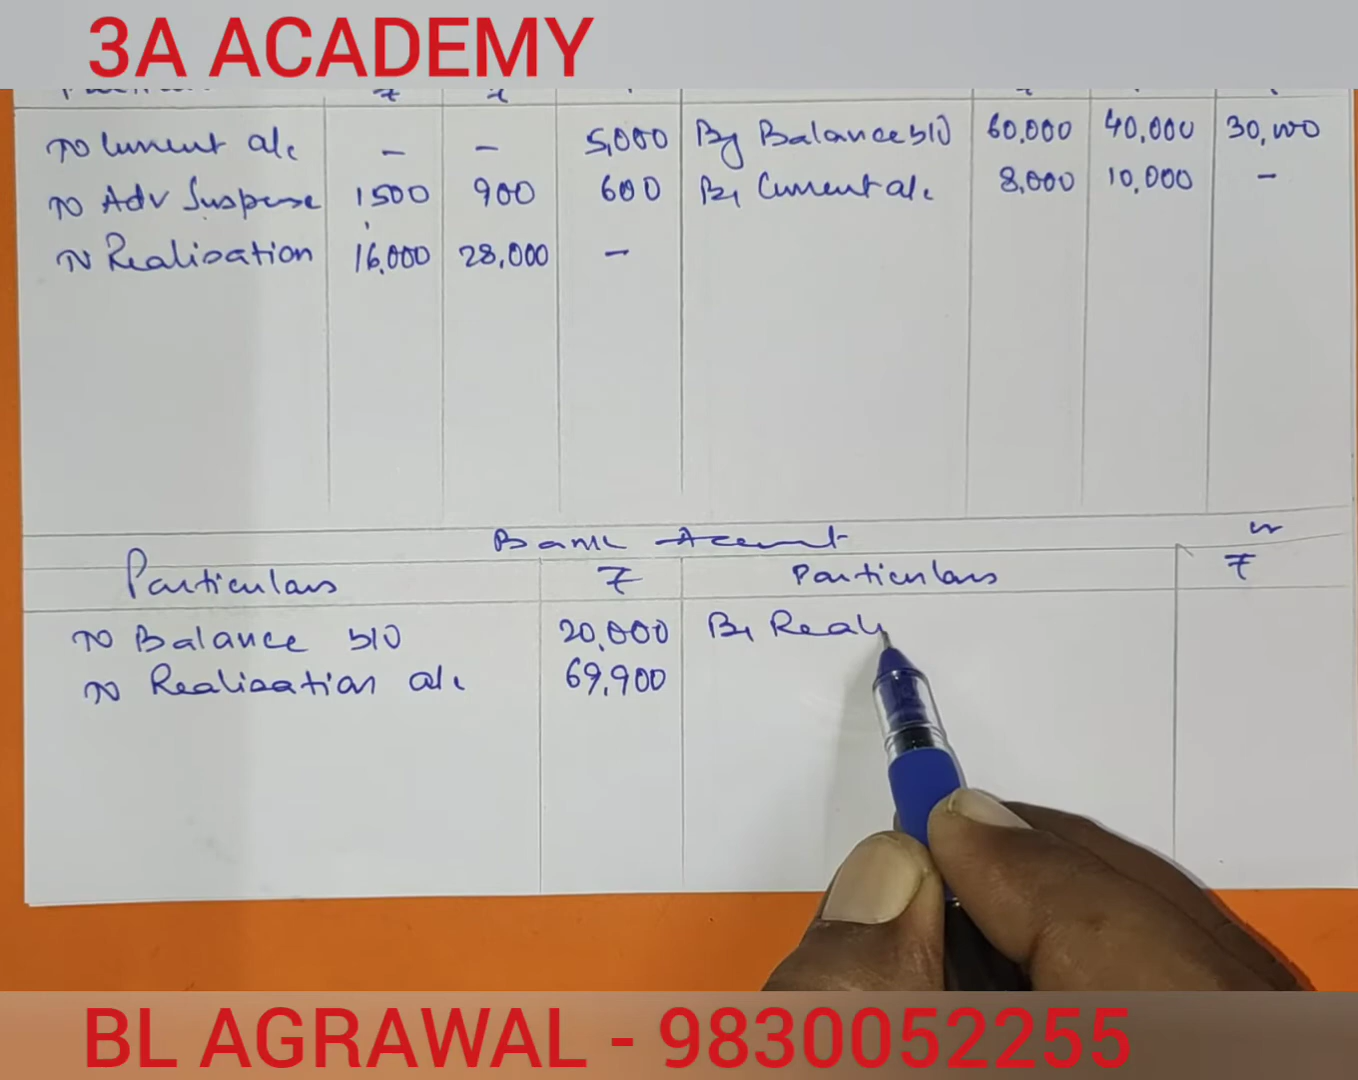 3A ACADEMY
₹ ₹
To Current a/c - - 5,000 By Balance b/d 60,000 40,000 30,000
To Adv Suspense 1500 900 600 By Current a/c 8,000 10,000 -
To Realisation 16,000 28,000 -
Bank Account Cr
Particulars ₹ Particulars ₹
To Balance b/d 20,000 By Reali
To Realisation a/c 69,900
BL AGRAWAL - 9830052255